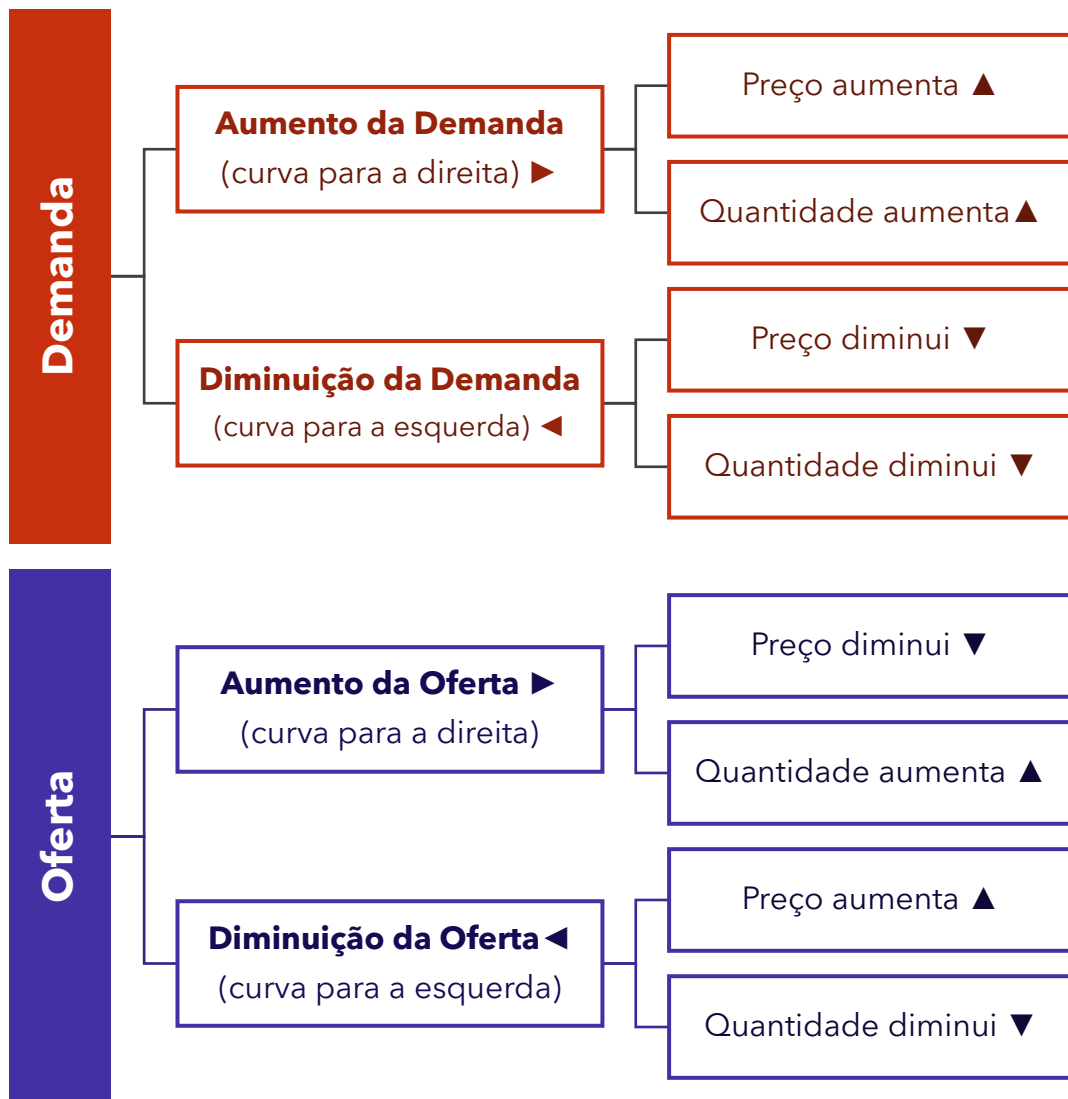 Demanda
Aumento da Demanda
(curva para a direita) ►
Preço aumenta ▲
Quantidade aumenta▲
Diminuição da Demanda
(curva para a esquerda) ◄
Preço diminui ▼
Quantidade diminui ▼
Oferta
Aumento da Oferta ►
(curva para a direita)
Preço diminui ▼
Quantidade aumenta ▲
Diminuição da Oferta◄
(curva para a esquerda)
Preço aumenta ▲
Quantidade diminui ▼